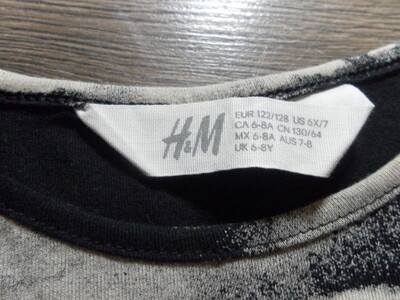 H&M
EUR 122/128 US 6X/7
CA 6-8A CN 130/64
MX 6-8A AUS 7-8
UK 6-8Y